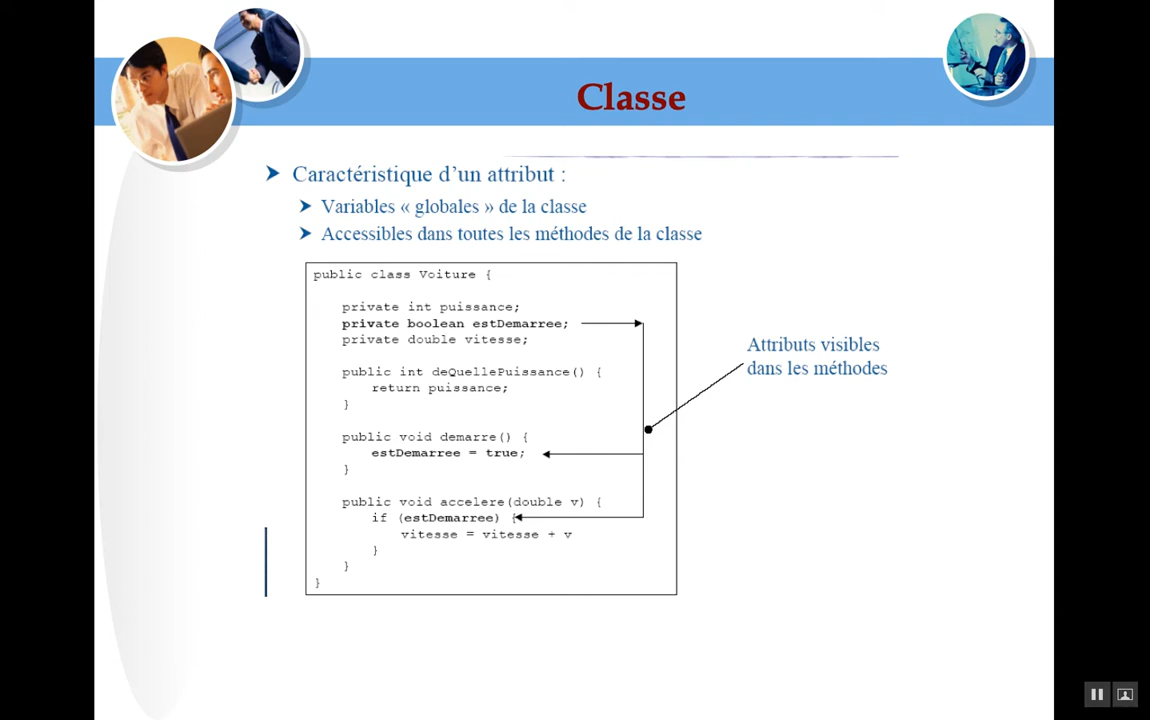 Classe
Caractéristique d’un attribut :
Variables « globales » de la classe
Accessibles dans toutes les méthodes de la classe
public class Voiture {
private int puissance;
private boolean estDemarree;
private double vitesse;
public int deQuellePuissance() {
return puissance;
}
public void demarre() {
estDemarree = true;
}
public void accelere(double v) {
if (estDemarree) {
vitesse = vitesse + v
}
}
}
Attributs visibles
dans les méthodes